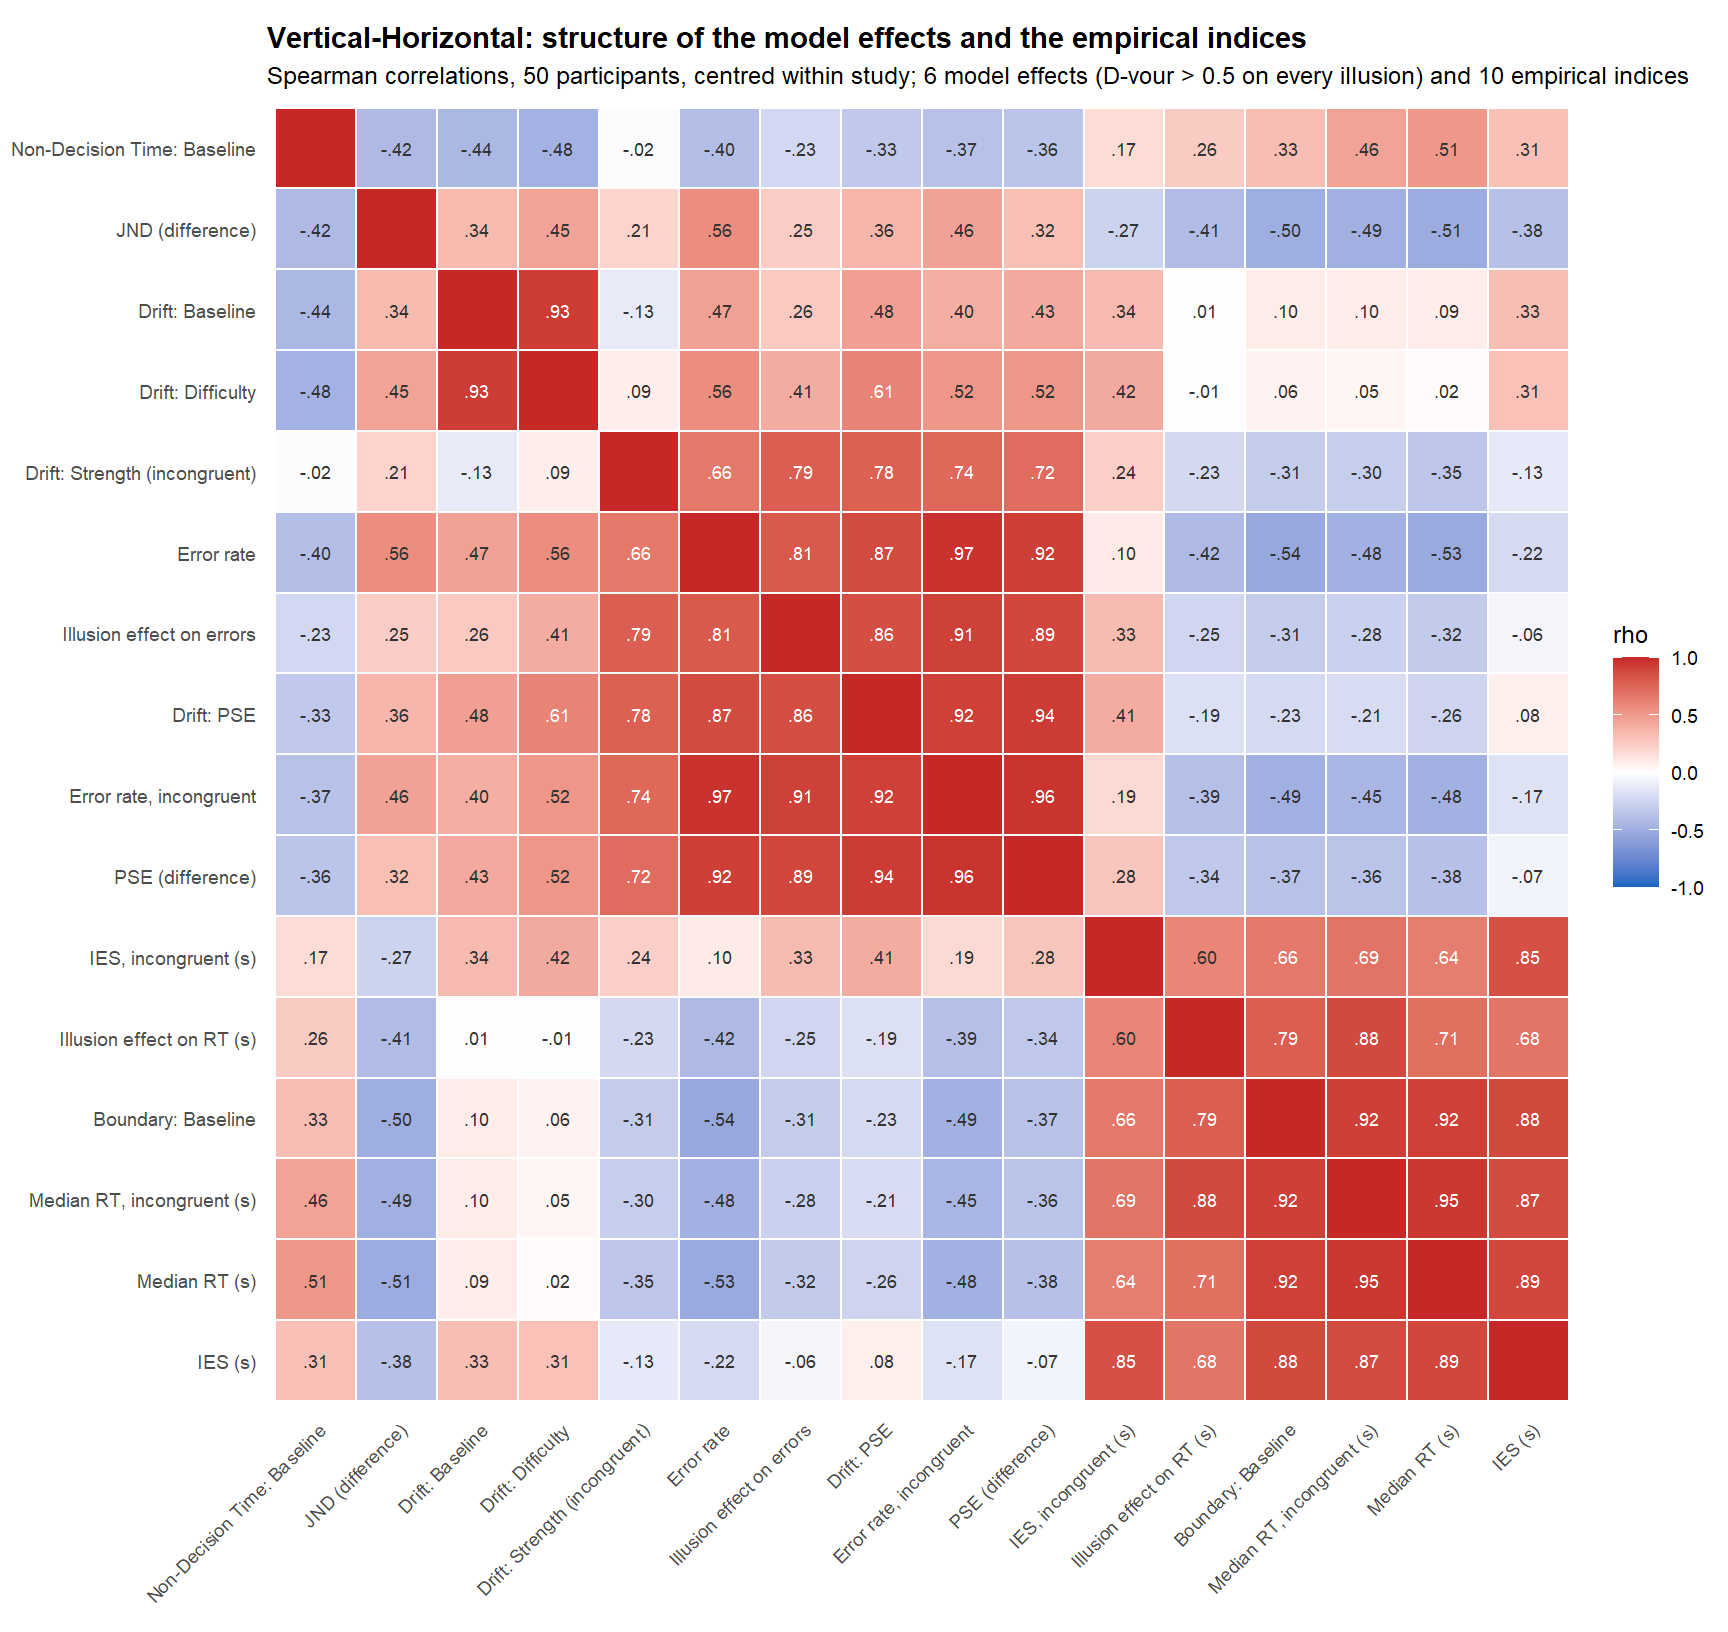 Vertical-Horizontal: structure of the model effects and the empirical indices
Spearman correlations, 50 participants, centred within study; 6 model effects (D-vour > 0.5 on every illusion) and 10 empirical indices
Non-Decision Time: Baseline -.42 -.44 -.48 -.02 -.40 -.23 -.33 -.37 -.36 .17 .26 .33 .46 .51 .31
JND (difference) -.42 .34 .45 .21 .56 .25 .36 .46 .32 -.27 -.41 -.50 -.49 -.51 -.38
Drift: Baseline -.44 .34 .93 -.13 .47 .26 .48 .40 .43 .34 .01 .10 .10 .09 .33
Drift: Difficulty -.48 .45 .93 .09 .56 .41 .61 .52 .52 .42 -.01 .06 .05 .02 .31
Drift: Strength (incongruent) -.02 .21 -.13 .09 .66 .79 .78 .74 .72 .24 -.23 -.31 -.30 -.35 -.13
Error rate -.40 .56 .47 .56 .66 .81 .87 .97 .92 .10 -.42 -.54 -.48 -.53 -.22
Illusion effect on errors -.23 .25 .26 .41 .79 .81 .86 .91 .89 .33 -.25 -.31 -.28 -.32 -.06
Drift: PSE -.33 .36 .48 .61 .78 .87 .86 .92 .94 .41 -.19 -.23 -.21 -.26 .08
Error rate, incongruent -.37 .46 .40 .52 .74 .97 .91 .92 .96 .19 -.39 -.49 -.45 -.48 -.17
PSE (difference) -.36 .32 .43 .52 .72 .92 .89 .94 .96 .28 -.34 -.37 -.36 -.38 -.07
IES, incongruent (s) .17 -.27 .34 .42 .24 .10 .33 .41 .19 .28 .60 .66 .69 .64 .85
Illusion effect on RT (s) .26 -.41 .01 -.01 -.23 -.42 -.25 -.19 -.39 -.34 .60 .79 .88 .71 .68
Boundary: Baseline .33 -.50 .10 .06 -.31 -.54 -.31 -.23 -.49 -.37 .66 .79 .92 .92 .88
Median RT, incongruent (s) .46 -.49 .10 .05 -.30 -.48 -.28 -.21 -.45 -.36 .69 .88 .92 .95 .87
Median RT (s) .51 -.51 .09 .02 -.35 -.53 -.32 -.26 -.48 -.38 .64 .71 .92 .95 .89
IES (s) .31 -.38 .33 .31 -.13 -.22 -.06 .08 -.17 -.07 .85 .68 .88 .87 .89
Non-Decision Time: Baseline
JND (difference)
Drift: Baseline
Drift: Difficulty
Drift: Strength (incongruent)
Error rate
Illusion effect on errors
Drift: PSE
Error rate, incongruent
PSE (difference)
IES, incongruent (s)
Illusion effect on RT (s)
Boundary: Baseline
Median RT, incongruent (s)
Median RT (s)
IES (s)
rho
1.0
0.5
0.0
-0.5
-1.0